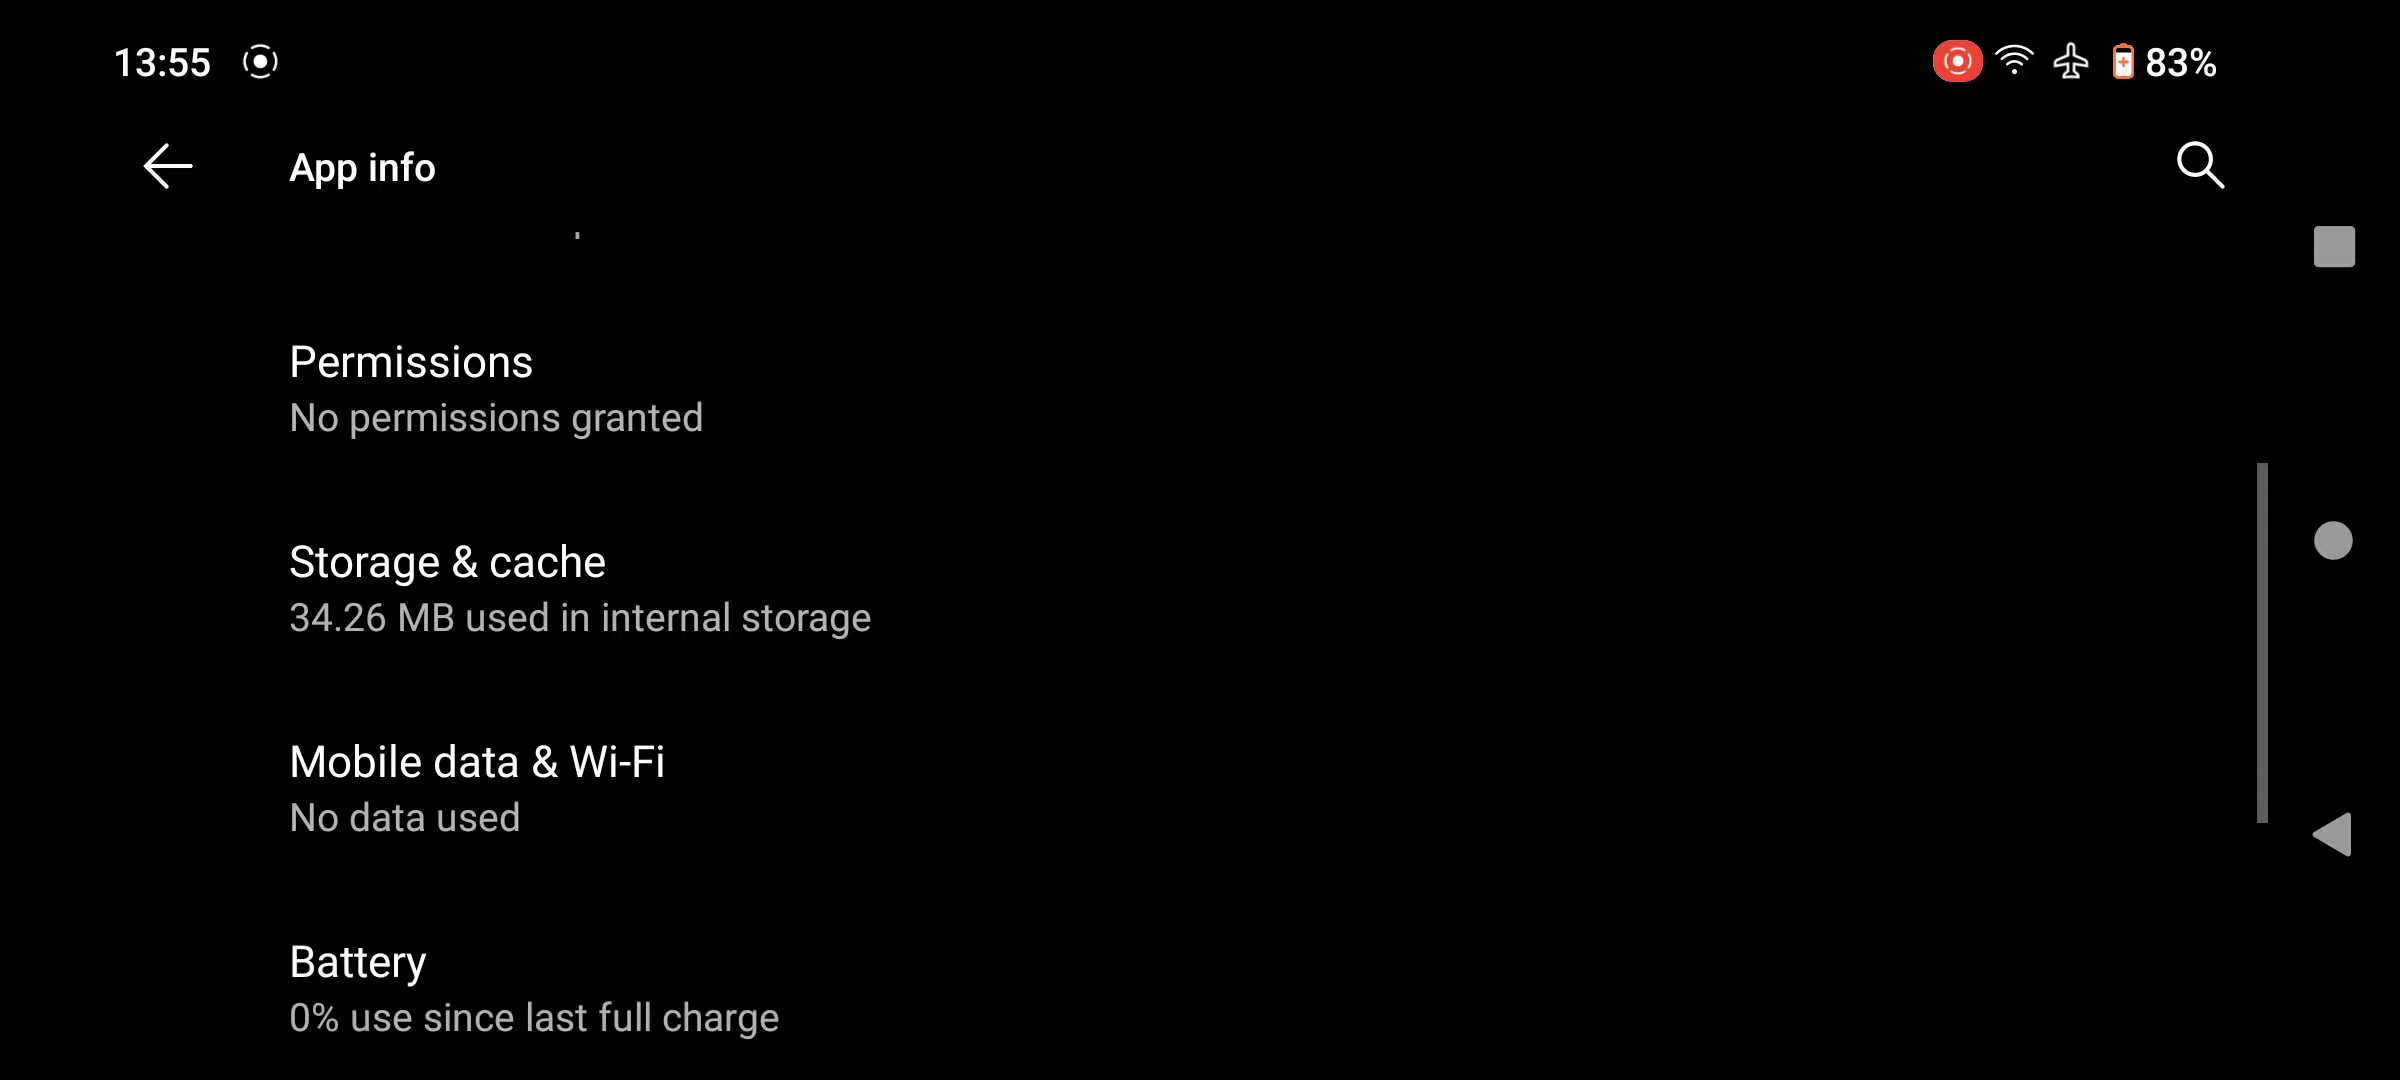 13:55
83%
App info
Permissions
No permissions granted
Storage & cache
34.26 MB used in internal storage
Mobile data & Wi-Fi
No data used
Battery
0% use since last full charge